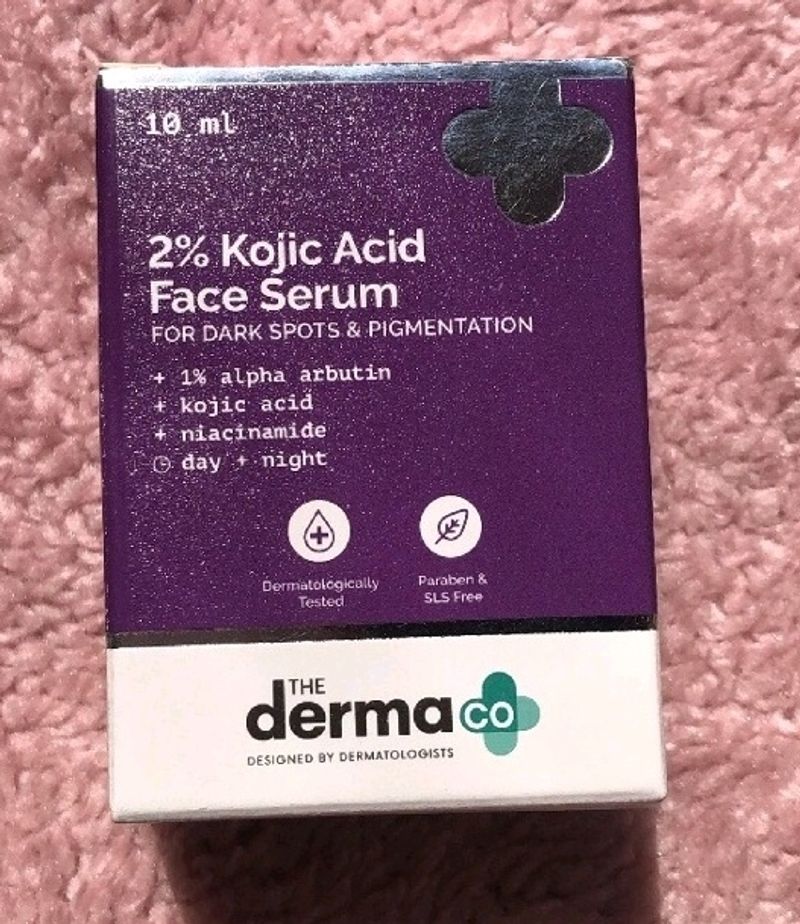 10 ml
2% Kojic Acid
Face Serum
FOR DARK SPOTS & PIGMENTATION
+ 1% alpha arbutin
+ kojic acid
+ niacinamide
day + night
Dermatologically
Tested
Paraben &
SLS Free
THE
derma co
DESIGNED BY DERMATOLOGISTS